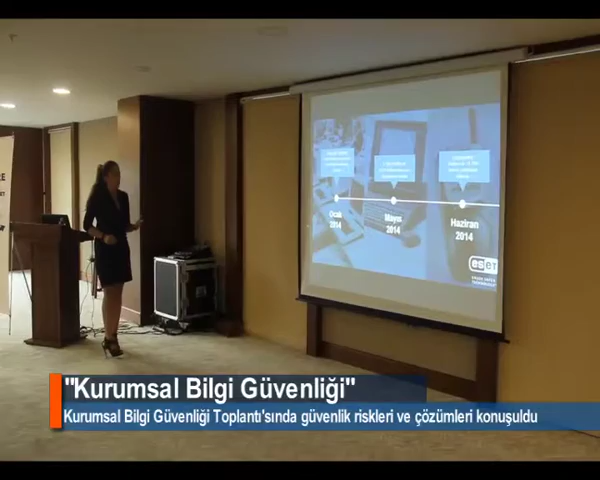 Ocak
2014
Mayıs
2014
Haziran
2014
eset
"Kurumsal Bilgi Güvenliği"
Kurumsal Bilgi Güvenliği Toplantı'sında güvenlik riskleri ve çözümleri konuşuldu